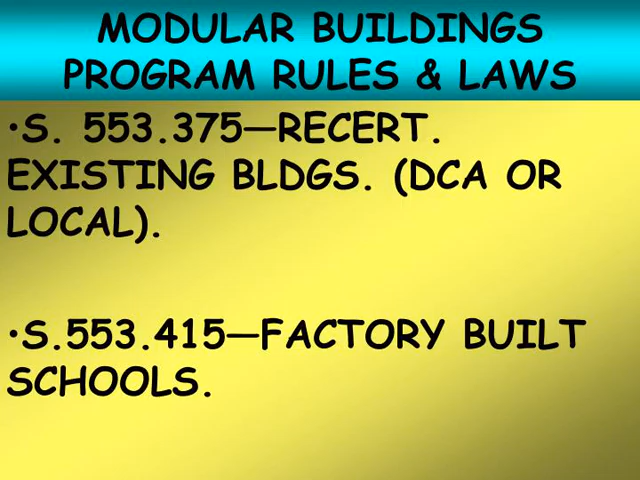 MODULAR BUILDINGS
PROGRAM RULES & LAWS
•S. 553.375—RECERT.
EXISTING BLDGS. (DCA OR
LOCAL).
•S.553.415—FACTORY BUILT
SCHOOLS.